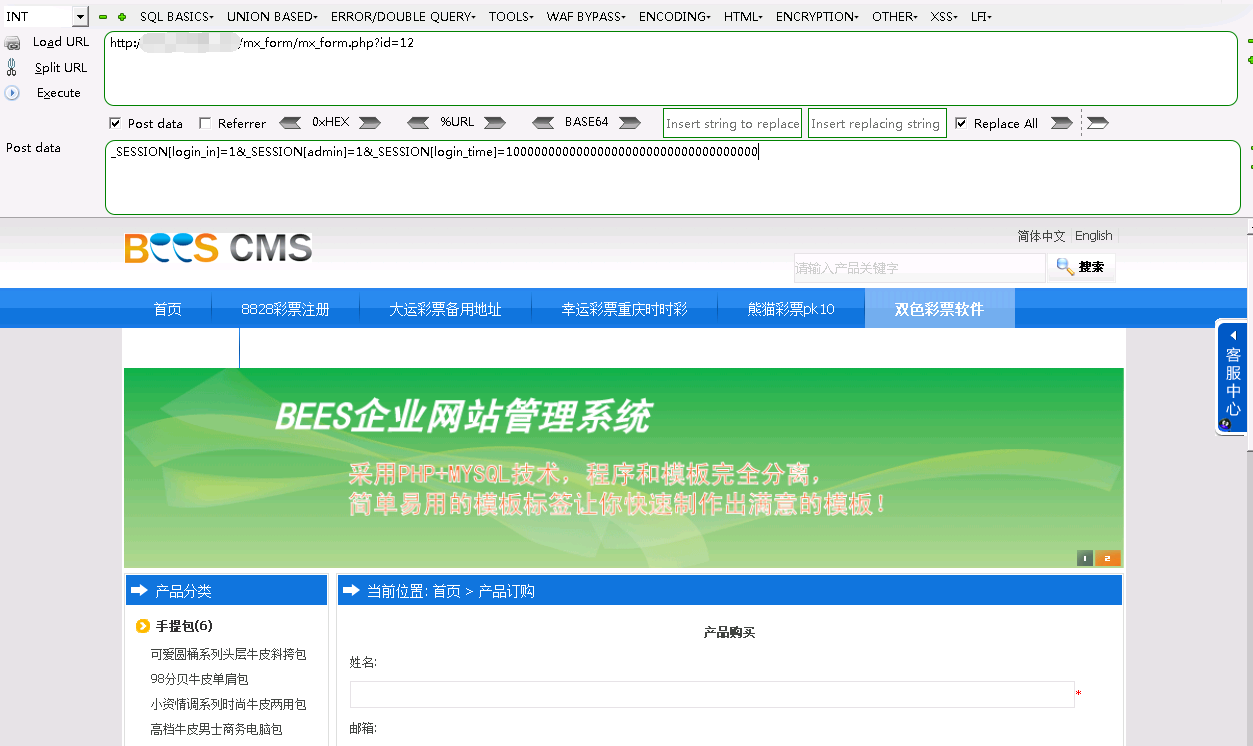 INT SQL BASICS UNION BASED ERROR/DOUBLE QUERY TOOLS WAF BYPASS ENCODING HTML ENCRYPTION OTHER XSS LFI
Load URL
http:/ /mx_form/mx_form.php?id=12
Split URL
Execute
Post data Referrer 0xHEX %URL BASE64 Insert string to replace Insert replacing string Replace All
Post data
BEES CMS
简体中文 English
请输入产品关键字 搜索
首页 8828彩票注册 大运彩票备用地址 幸运彩票重庆时时彩 熊猫彩票pk10 双色彩票软件
客服中心
BEES企业网站管理系统
采用PHP+MYSQL技术，程序和模板完全分离，
简单易用的模板标签让你快速制作出满意的模板！
1 2
产品分类
当前位置: 首页 > 产品订购
手提包(6)
产品购买
可爱圆桶系列头层牛皮斜挎包
姓名:
98分贝牛皮单肩包
*
小资情调系列时尚牛皮两用包
高档牛皮男士商务电脑包
邮箱: